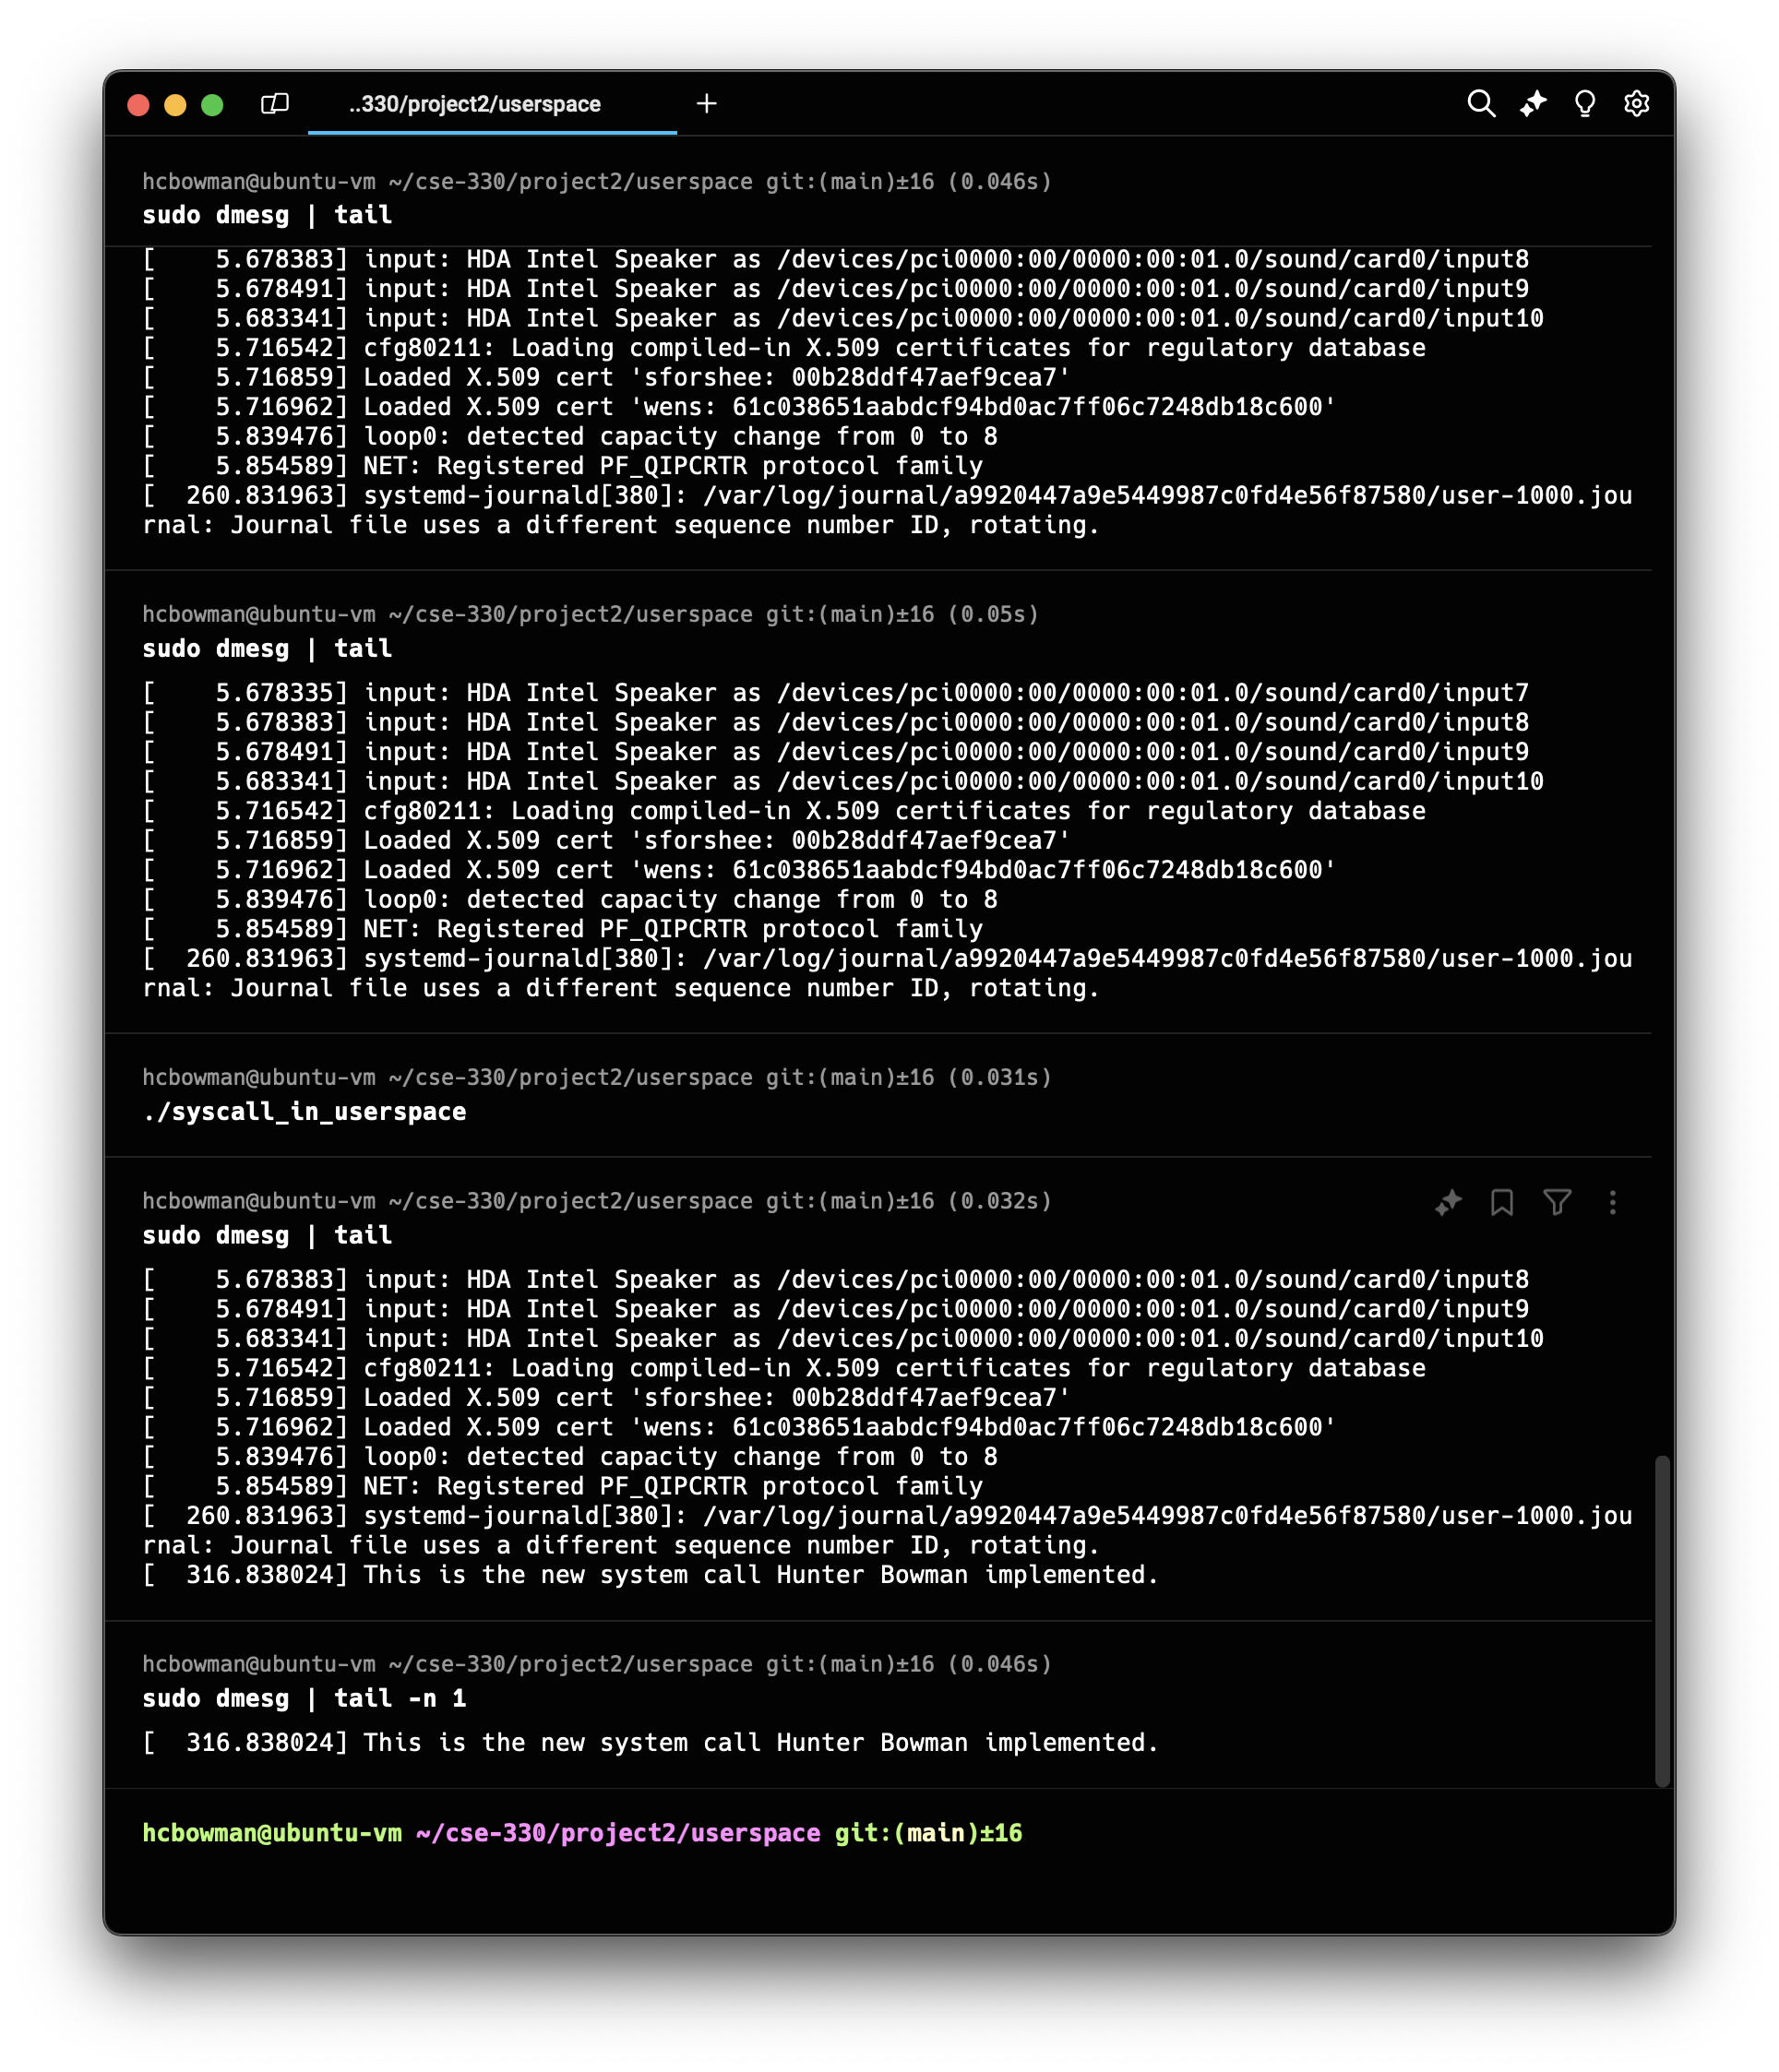 ..330/project2/userspace
hcbowman@ubuntu-vm ~/cse-330/project2/userspace git:(main)±16 (0.046s)
sudo dmesg | tail
[    5.678383] input: HDA Intel Speaker as /devices/pci0000:00/0000:00:01.0/sound/card0/input8
[    5.678491] input: HDA Intel Speaker as /devices/pci0000:00/0000:00:01.0/sound/card0/input9
[    5.683341] input: HDA Intel Speaker as /devices/pci0000:00/0000:00:01.0/sound/card0/input10
[    5.716542] cfg80211: Loading compiled-in X.509 certificates for regulatory database
[    5.716859] Loaded X.509 cert 'sforshee: 00b28ddf47aef9cea7'
[    5.716962] Loaded X.509 cert 'wens: 61c038651aabdcf94bd0ac7ff06c7248db18c600'
[    5.839476] loop0: detected capacity change from 0 to 8
[    5.854589] NET: Registered PF_QIPCRTR protocol family
[  260.831963] systemd-journald[380]: /var/log/journal/a9920447a9e5449987c0fd4e56f87580/user-1000.jou
rnal: Journal file uses a different sequence number ID, rotating.
hcbowman@ubuntu-vm ~/cse-330/project2/userspace git:(main)±16 (0.05s)
sudo dmesg | tail
[    5.678335] input: HDA Intel Speaker as /devices/pci0000:00/0000:00:01.0/sound/card0/input7
[    5.678383] input: HDA Intel Speaker as /devices/pci0000:00/0000:00:01.0/sound/card0/input8
[    5.678491] input: HDA Intel Speaker as /devices/pci0000:00/0000:00:01.0/sound/card0/input9
[    5.683341] input: HDA Intel Speaker as /devices/pci0000:00/0000:00:01.0/sound/card0/input10
[    5.716542] cfg80211: Loading compiled-in X.509 certificates for regulatory database
[    5.716859] Loaded X.509 cert 'sforshee: 00b28ddf47aef9cea7'
[    5.716962] Loaded X.509 cert 'wens: 61c038651aabdcf94bd0ac7ff06c7248db18c600'
[    5.839476] loop0: detected capacity change from 0 to 8
[    5.854589] NET: Registered PF_QIPCRTR protocol family
[  260.831963] systemd-journald[380]: /var/log/journal/a9920447a9e5449987c0fd4e56f87580/user-1000.jou
rnal: Journal file uses a different sequence number ID, rotating.
hcbowman@ubuntu-vm ~/cse-330/project2/userspace git:(main)±16 (0.031s)
./syscall_in_userspace
hcbowman@ubuntu-vm ~/cse-330/project2/userspace git:(main)±16 (0.032s)
sudo dmesg | tail
[    5.678383] input: HDA Intel Speaker as /devices/pci0000:00/0000:00:01.0/sound/card0/input8
[    5.678491] input: HDA Intel Speaker as /devices/pci0000:00/0000:00:01.0/sound/card0/input9
[    5.683341] input: HDA Intel Speaker as /devices/pci0000:00/0000:00:01.0/sound/card0/input10
[    5.716542] cfg80211: Loading compiled-in X.509 certificates for regulatory database
[    5.716859] Loaded X.509 cert 'sforshee: 00b28ddf47aef9cea7'
[    5.716962] Loaded X.509 cert 'wens: 61c038651aabdcf94bd0ac7ff06c7248db18c600'
[    5.839476] loop0: detected capacity change from 0 to 8
[    5.854589] NET: Registered PF_QIPCRTR protocol family
[  260.831963] systemd-journald[380]: /var/log/journal/a9920447a9e5449987c0fd4e56f87580/user-1000.jou
rnal: Journal file uses a different sequence number ID, rotating.
[  316.838024] This is the new system call Hunter Bowman implemented.
hcbowman@ubuntu-vm ~/cse-330/project2/userspace git:(main)±16 (0.046s)
sudo dmesg | tail -n 1
[  316.838024] This is the new system call Hunter Bowman implemented.
hcbowman@ubuntu-vm ~/cse-330/project2/userspace git:(main)±16